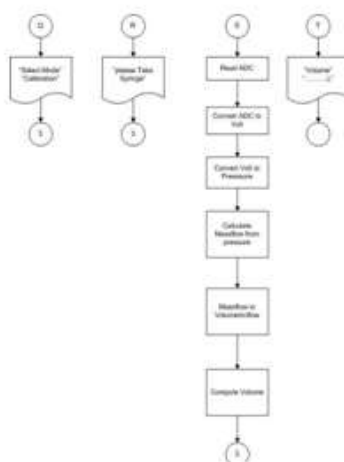 R
Y
"Select Mode"
"Calibration"
"please Take
Syringe"
Read ADC
"Volume"
S
S
Convert ADC to
Volt
Convert Volt to
Pressure
Calculate
Massflow from
pressure
Massflow to
Volumetricflow
Compute Volume
S